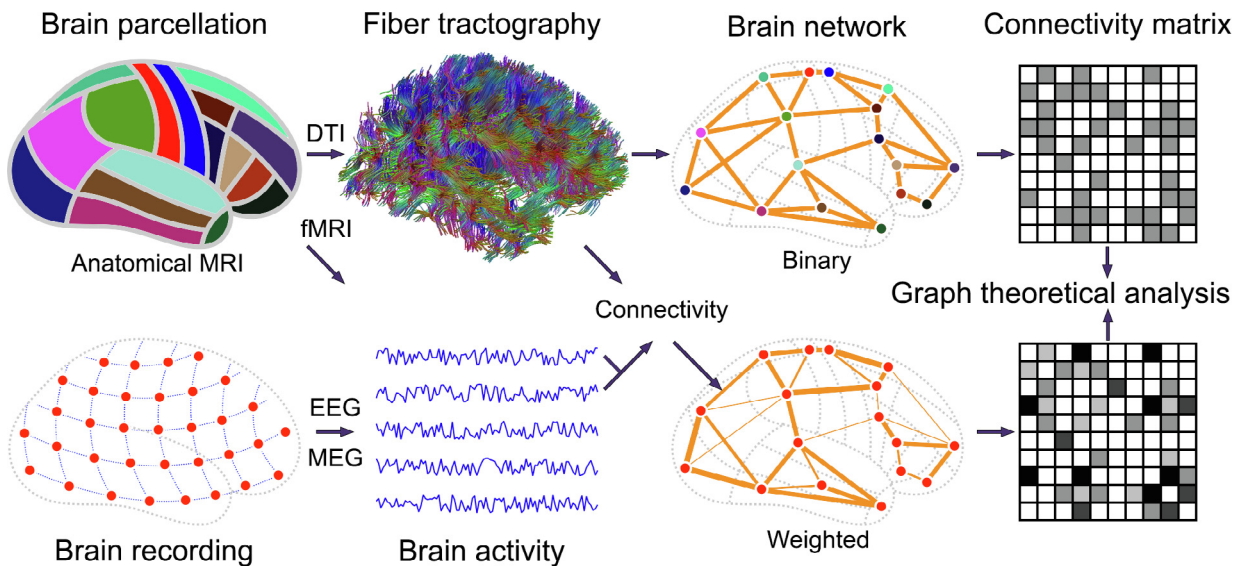 Brain parcellation
Fiber tractography
Brain network
Connectivity matrix
DTI
fMRI
Anatomical MRI
Binary
Connectivity
Graph theoretical analysis
EEG
MEG
Brain recording
Brain activity
Weighted